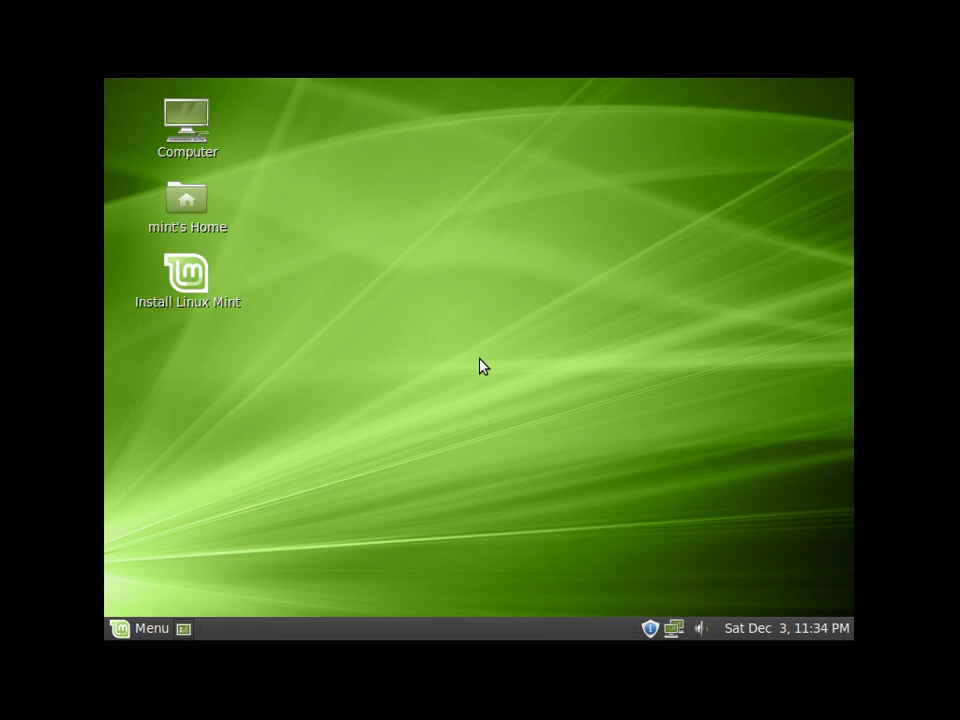 Computer
mint's Home
Install Linux Mint
Menu
Sat Dec 3, 11:34 PM